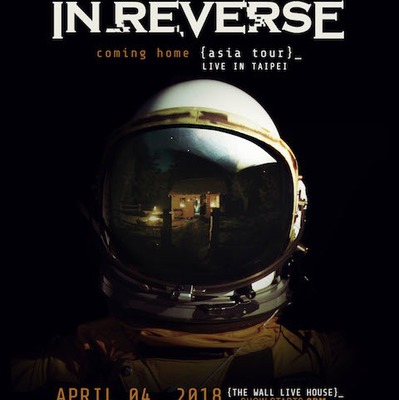 IN REVERSE
coming home {asia tour}_
LIVE IN TAIPEI
APRIL 04, 2018 {THE WALL LIVE HOUSE}_